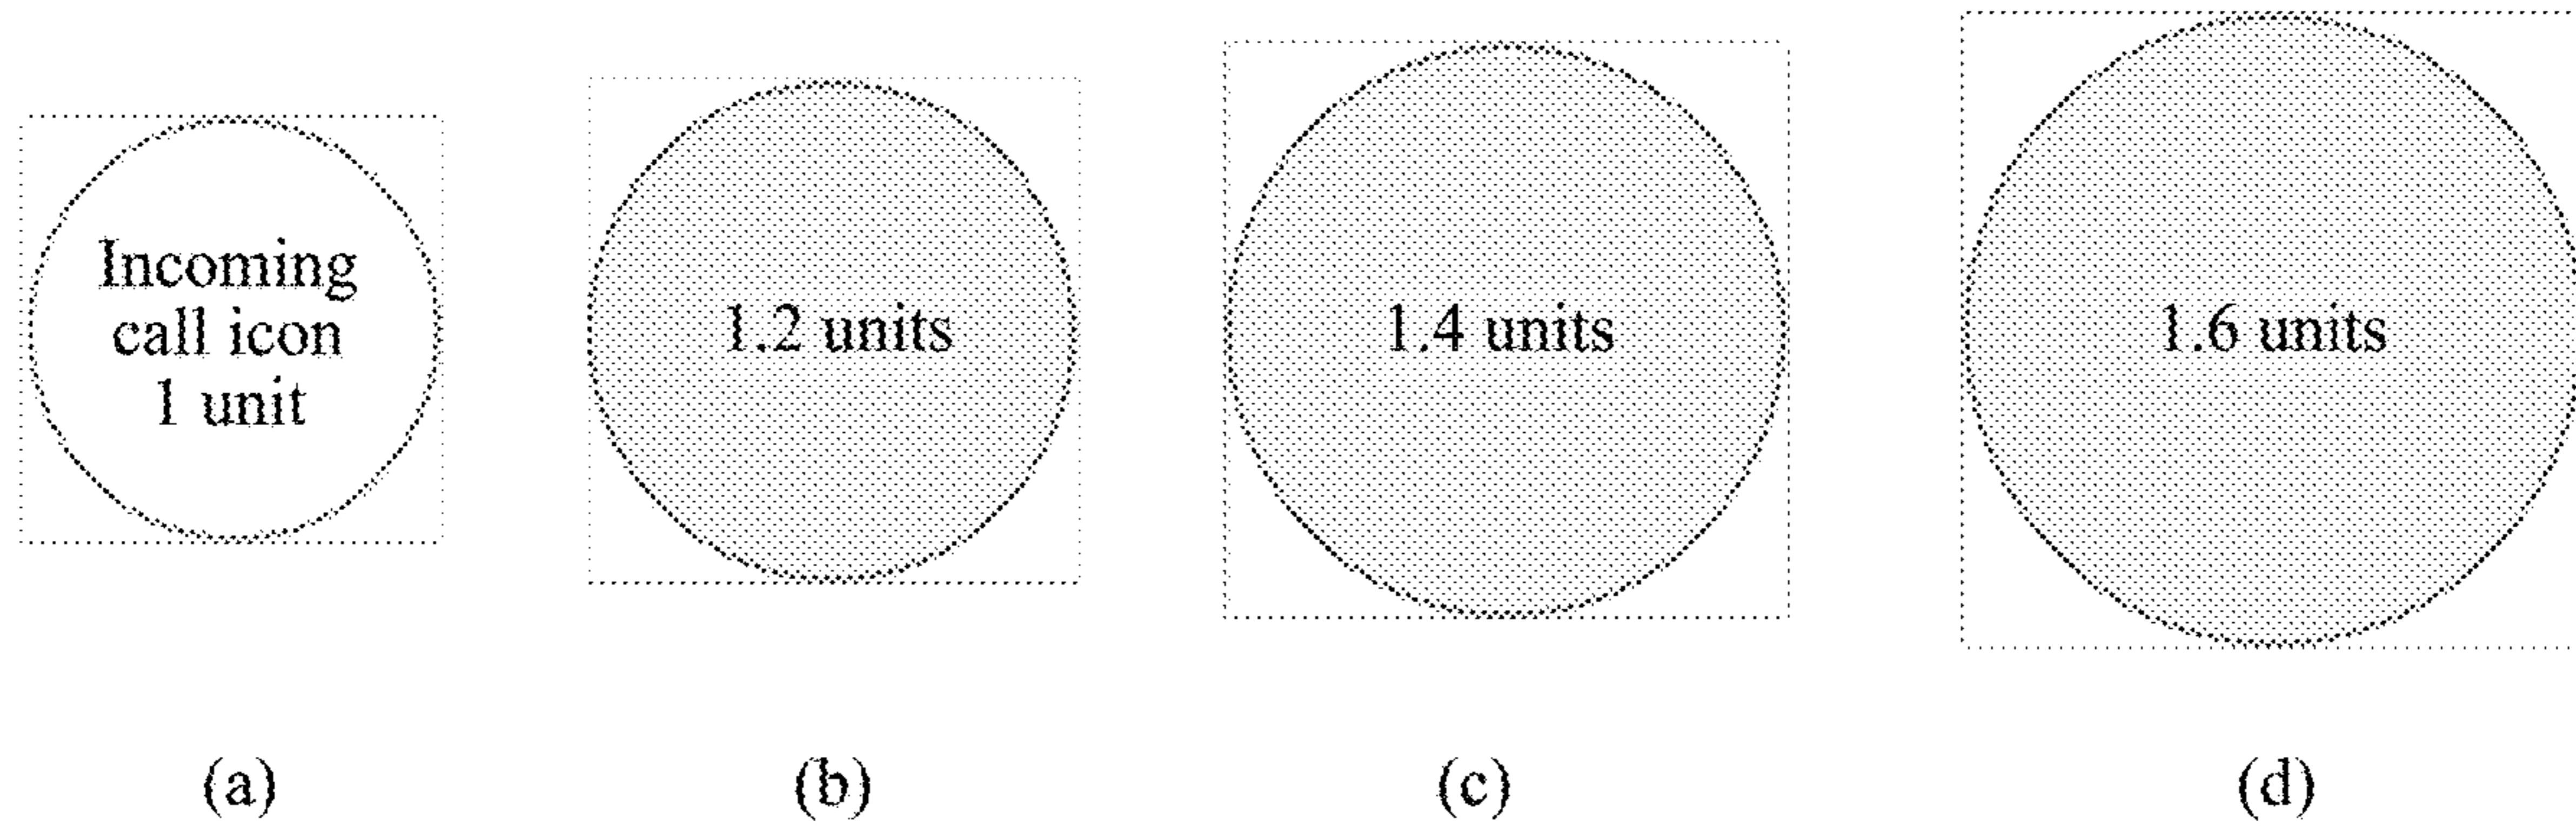 Incoming
call icon
1 unit
1.2 units
1.4 units
1.6 units
(a)
(b)
(c)
(d)